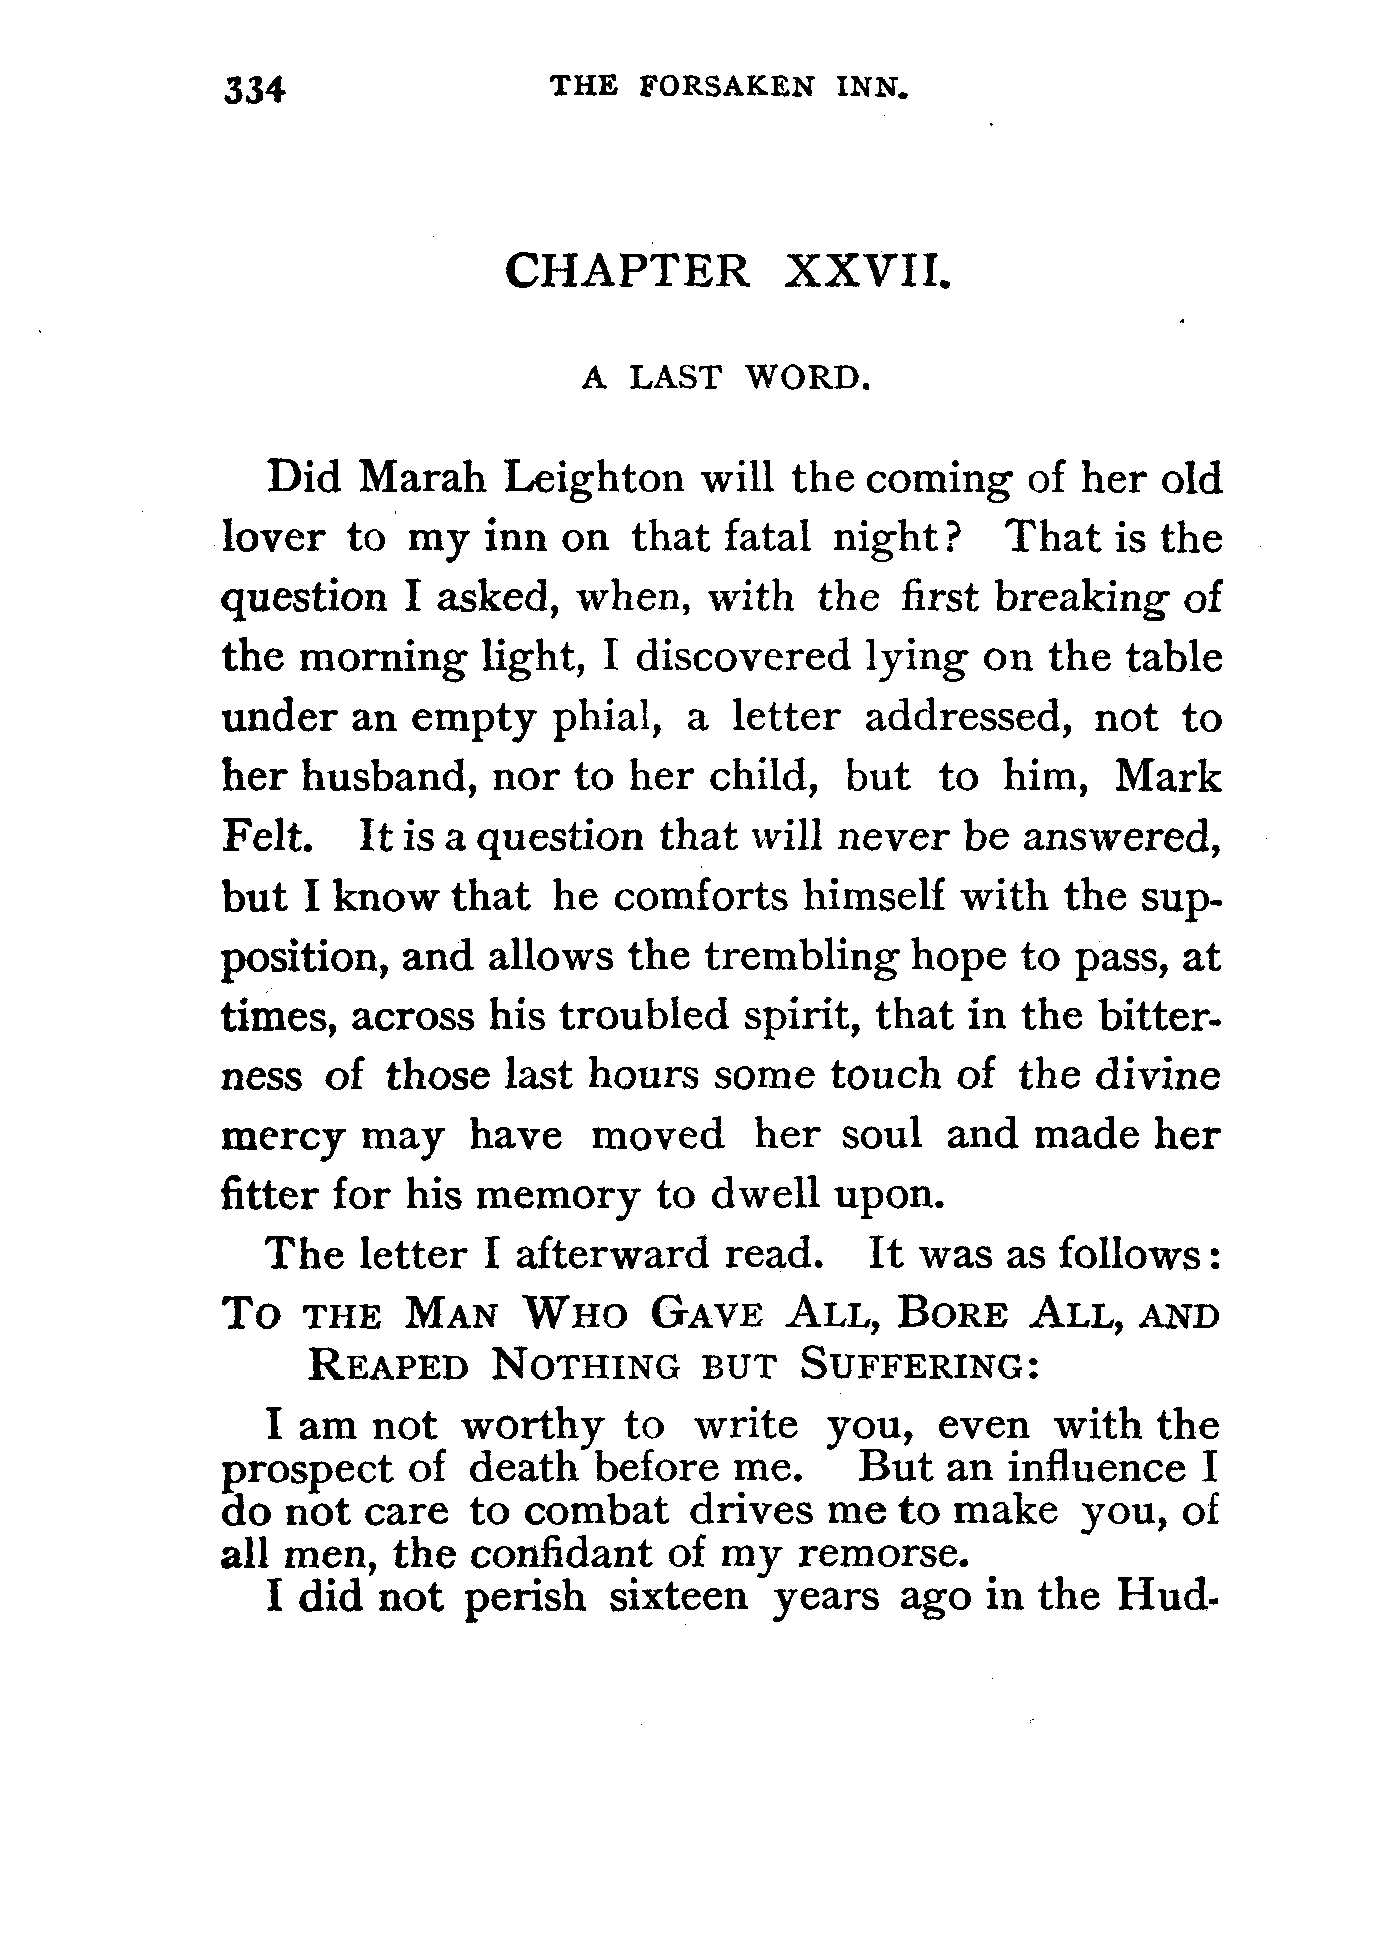 334 THE FORSAKEN INN.
CHAPTER XXVII.
A LAST WORD.
Did Marah Leighton will the coming of her old
lover to my inn on that fatal night? That is the
question I asked, when, with the first breaking of
the morning light, I discovered lying on the table
under an empty phial, a letter addressed, not to
her husband, nor to her child, but to him, Mark
Felt. It is a question that will never be answered,
but I know that he comforts himself with the sup-
position, and allows the trembling hope to pass, at
times, across his troubled spirit, that in the bitter-
ness of those last hours some touch of the divine
mercy may have moved her soul and made her
fitter for his memory to dwell upon.
The letter I afterward read. It was as follows:
TO THE MAN WHO GAVE ALL, BORE ALL, AND
REAPED NOTHING BUT SUFFERING:
I am not worthy to write you, even with the
prospect of death before me. But an influence I
do not care to combat drives me to make you, of
all men, the confidant of my remorse.
I did not perish sixteen years ago in the Hud-